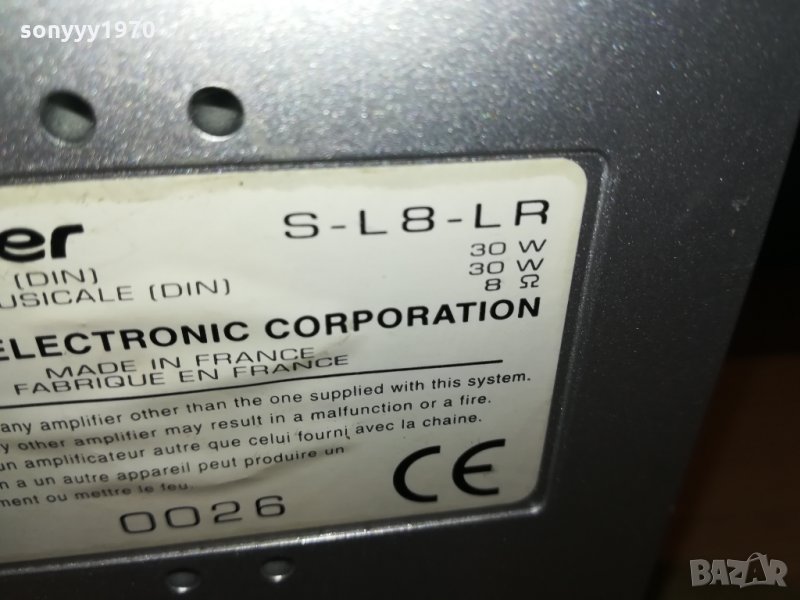 sonyyy1970
er S-L8-LR
(DIN) 30 W
USICALE (DIN) 30 W
8 Ω
ELECTRONIC CORPORATION
MADE IN FRANCE
FABRIQUE EN FRANCE
any amplifier other than the one supplied with this system.
y other amplifier may result in a malfunction or a fire.
un amplificateur autre que celui fourni avec la chaine.
n a un autre appareil peut produire un
ment ou mettre le feu.
CE
0026
BAZAR